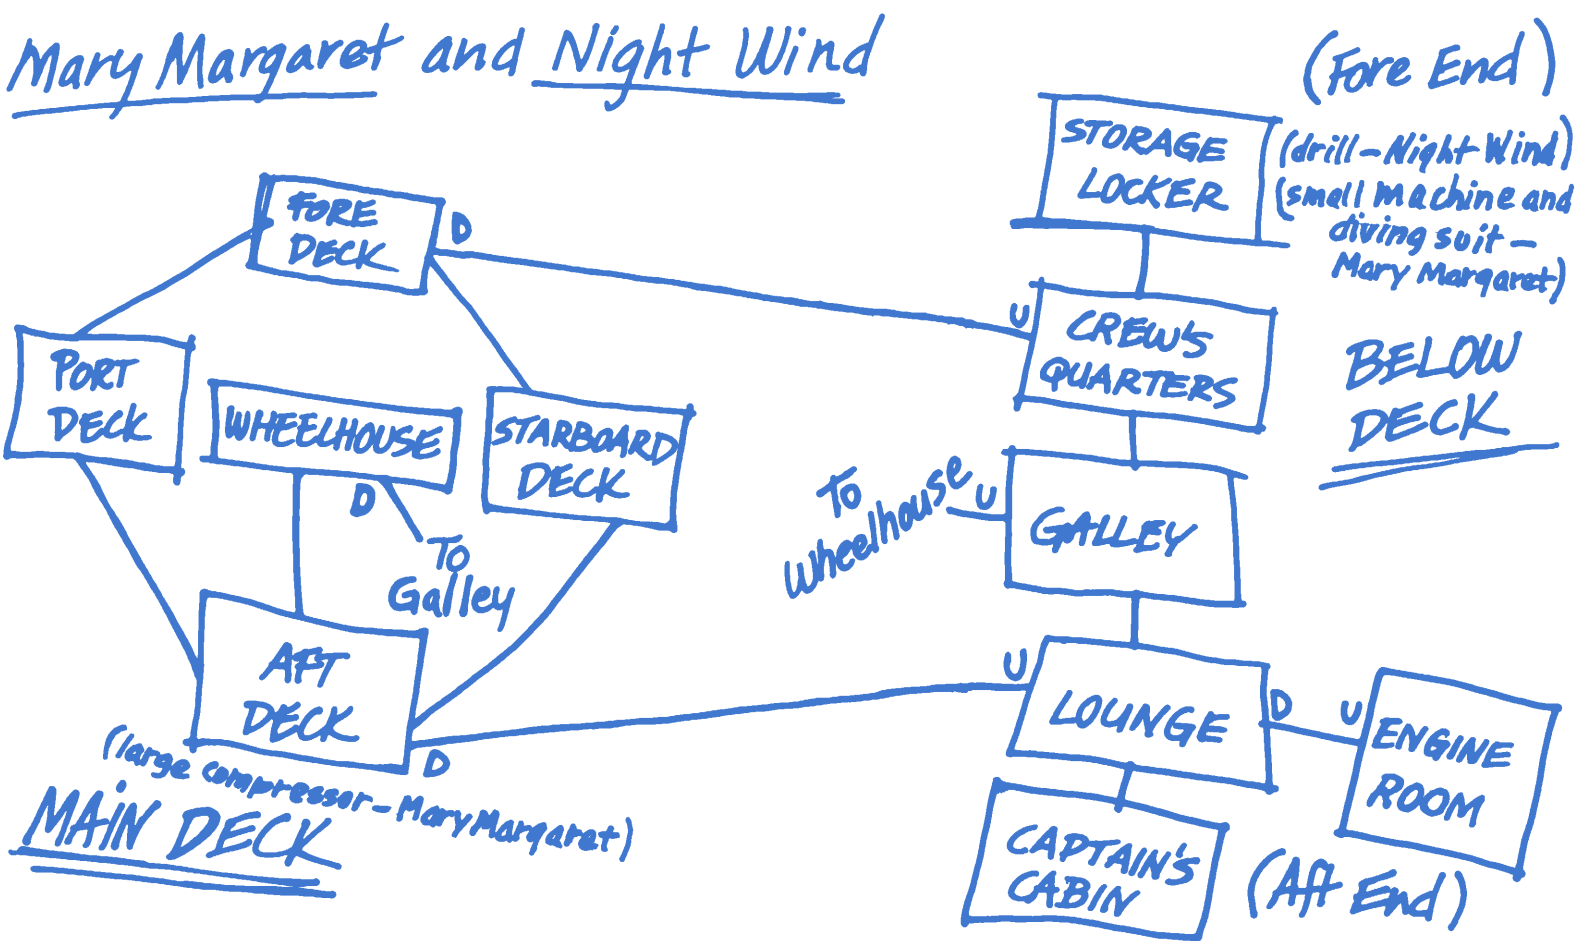 Mary Margaret and Night Wind
(Fore End)
STORAGE
LOCKER
(drill-Night Wind)
(small machine and
diving suit-
Mary Margaret)
FORE
DECK
D
U
CREW'S
QUARTERS
BELOW
DECK
PORT
DECK
WHEELHOUSE
STARBOARD
DECK
D
To
Galley
To
Wheelhouse
U
GALLEY
AFT
DECK
D
(large compressor-Mary Margaret)
MAIN DECK
U
LOUNGE
D
U
ENGINE
ROOM
CAPTAIN'S
CABIN
(Aft End)